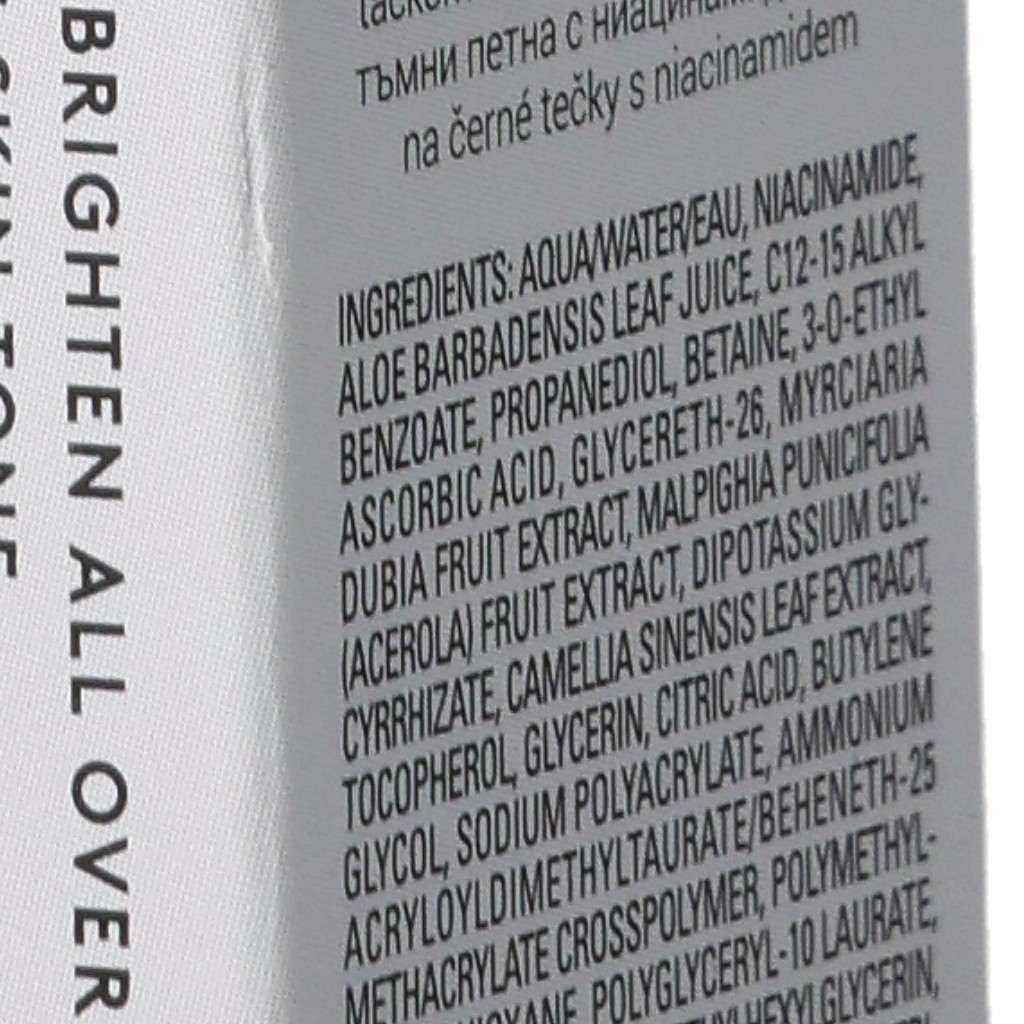 BRIGHTEN ALL OVER
SKIN TONE
тъмни петна с
na černé tečky s niacinamidem
INGREDIENTS: AQUA/WATER/EAU, NIACINAMIDE,
ALOE BARBADENSIS LEAF JUICE, C12-15 ALKYL
BENZOATE, PROPANEDIOL, BETAINE, 3-O-ETHYL
ASCORBIC ACID, GLYCERETH-26, MYRCIARIA
DUBIA FRUIT EXTRACT, MALPIGHIA PUNICIFOLIA
(ACEROLA) FRUIT EXTRACT, DIPOTASSIUM GLY-
CYRRHIZATE, CAMELLIA SINENSIS LEAF EXTRACT,
TOCOPHEROL, GLYCERIN, CITRIC ACID, BUTYLENE
GLYCOL, SODIUM POLYACRYLATE, AMMONIUM
ACRYLOYLDIMETHYLTAURATE/BEHENETH-25
METHACRYLATE CROSSPOLYMER, POLYMETHYL-
POLYGLYCERYL-10 LAURATE,